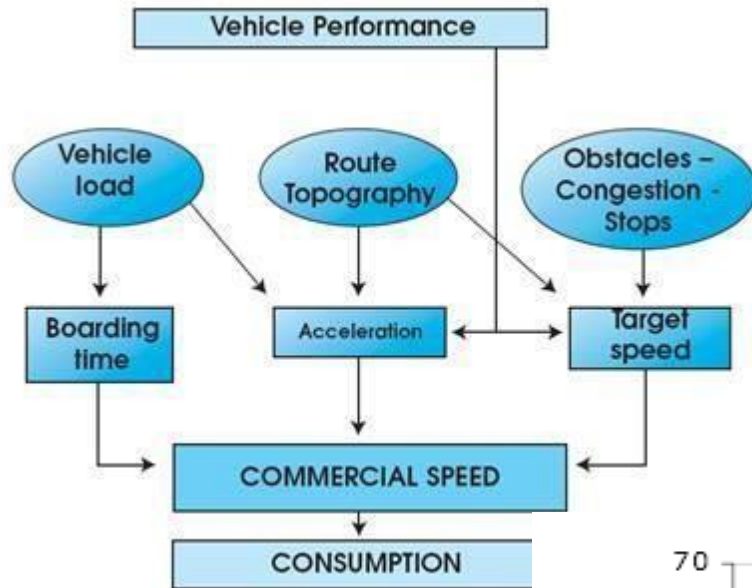 Vehicle Performance
Vehicle
load
Route
Topography
Obstacles –
Congestion -
Stops
Boarding
time
Acceleration
Target
speed
COMMERCIAL SPEED
CONSUMPTION
70